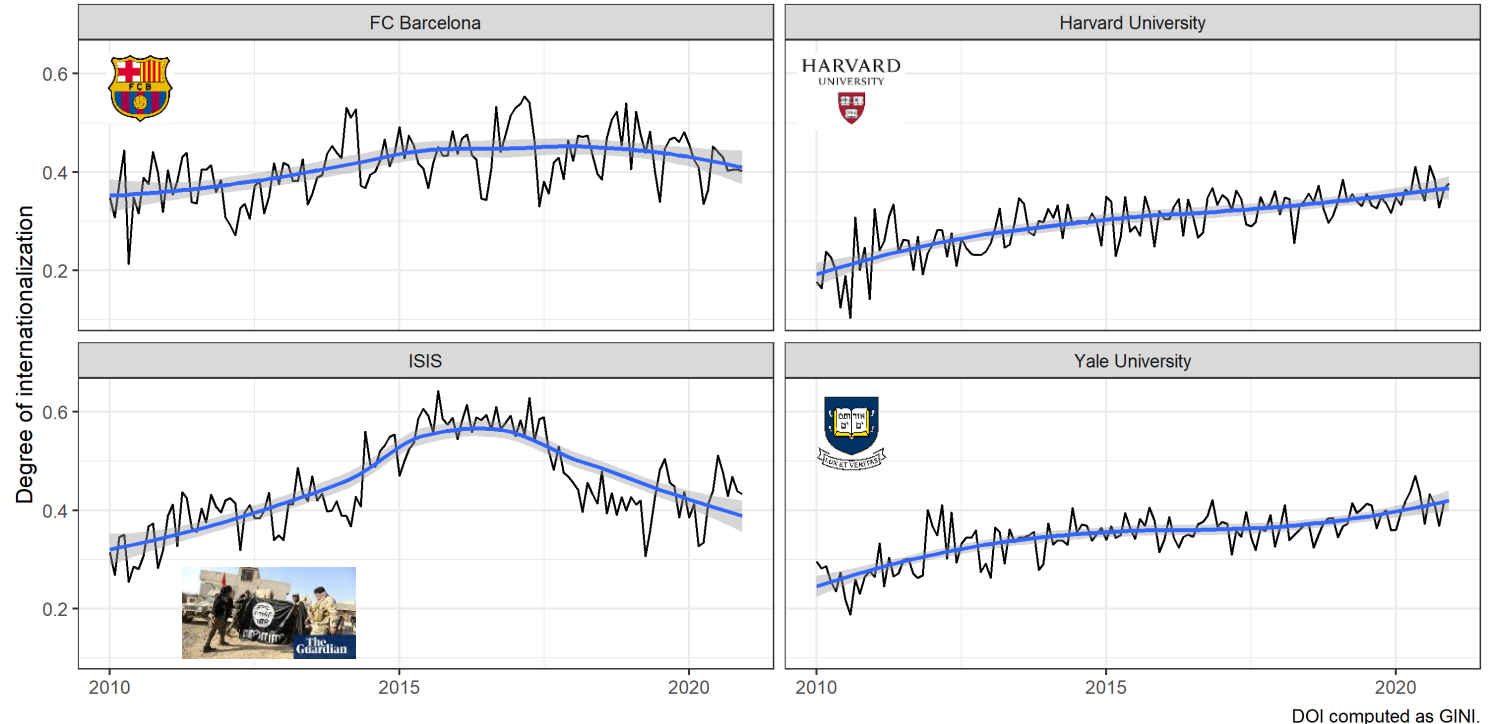 FC Barcelona
Harvard University
FCB
HARVARD
UNIVERSITY
0.6
0.4
0.2
ISIS
Yale University
LUX ET VERITAS
0.6
0.4
0.2
The
Guardian
2010
2015
2020
2010
2015
2020
Degree of internationalization
DOI computed as GINI.